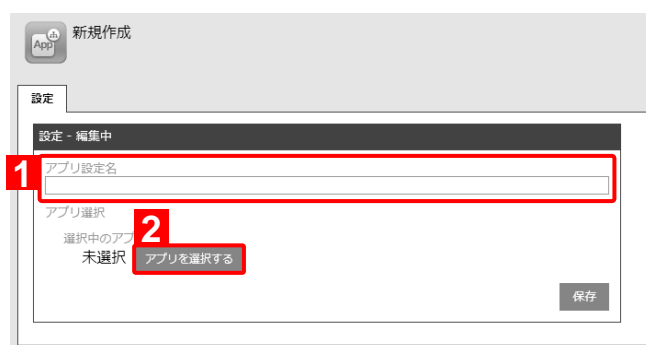 App
新規作成
設定
設定 - 編集中
1
アプリ設定名
アプリ選択
2
選択中のアプ
未選択 アプリを選択する
保存